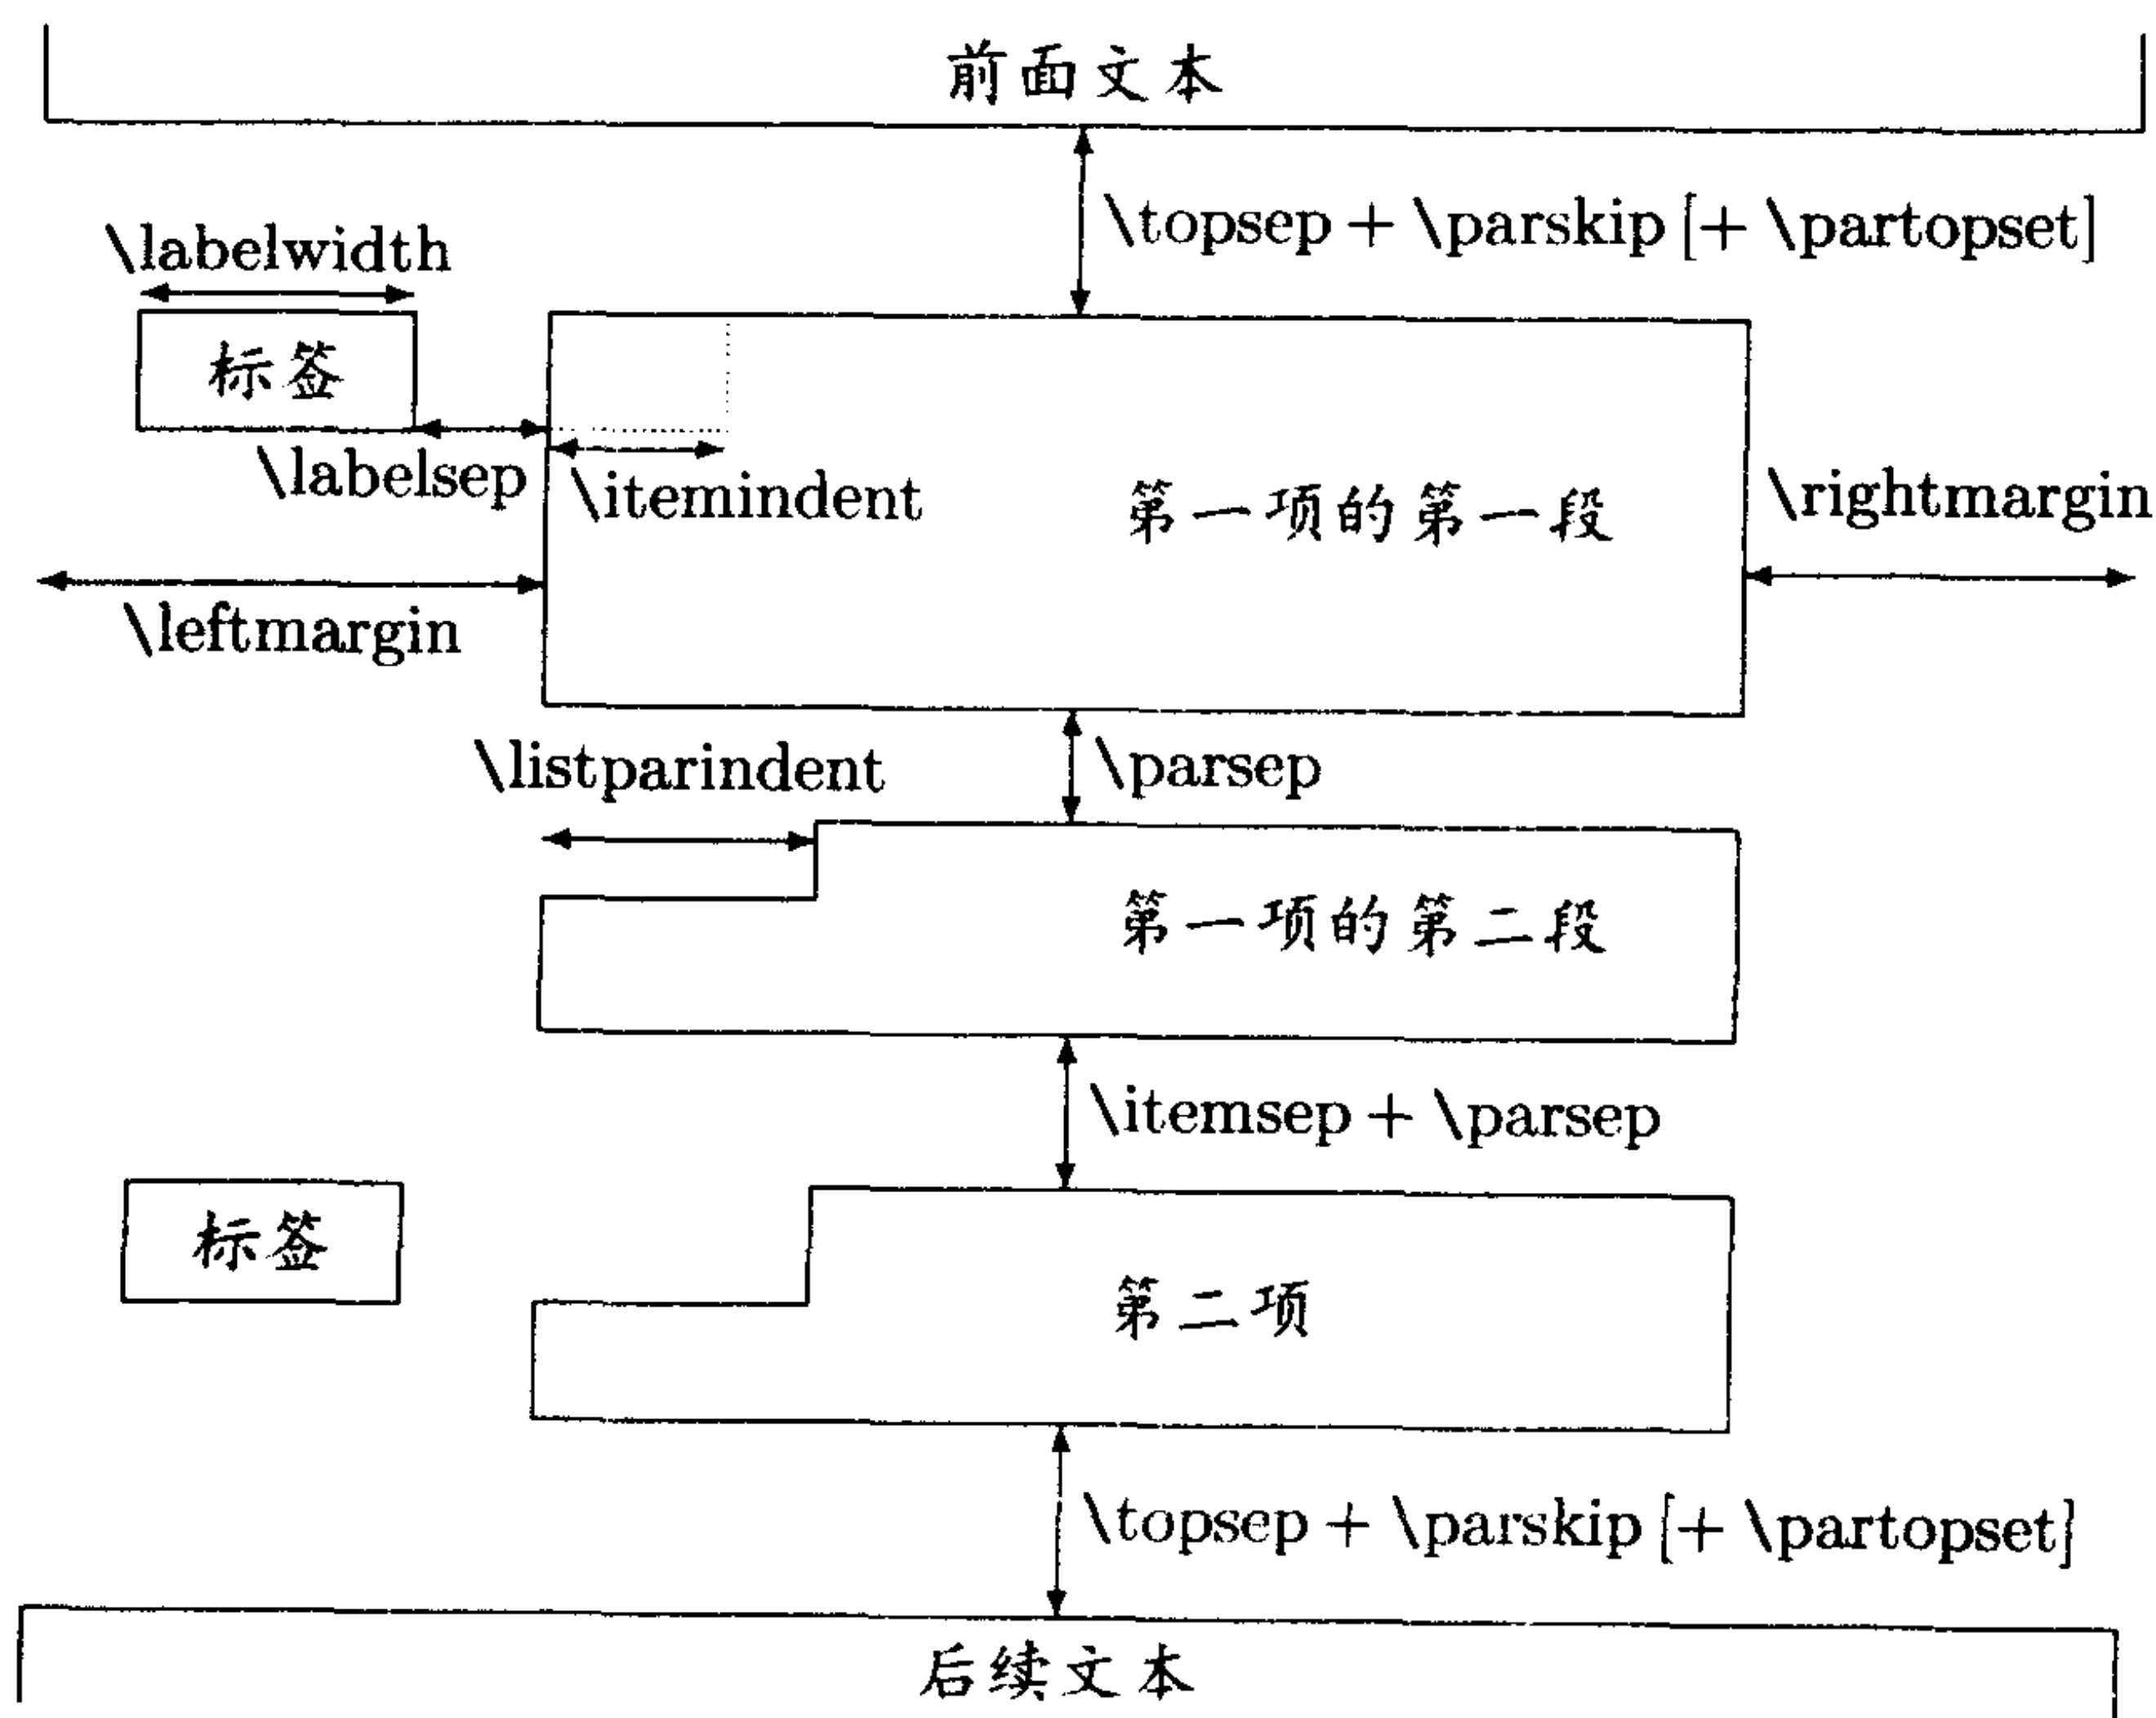 前面文本
\topsep + \parskip [+ \partopset]
\labelwidth
标签
\labelsep
\itemindent
第一项的第一段
\rightmargin
\leftmargin
\listparindent
\parsep
第一项的第二段
\itemsep + \parsep
标签
第二项
\topsep + \parskip [+ \partopset]
后续文本